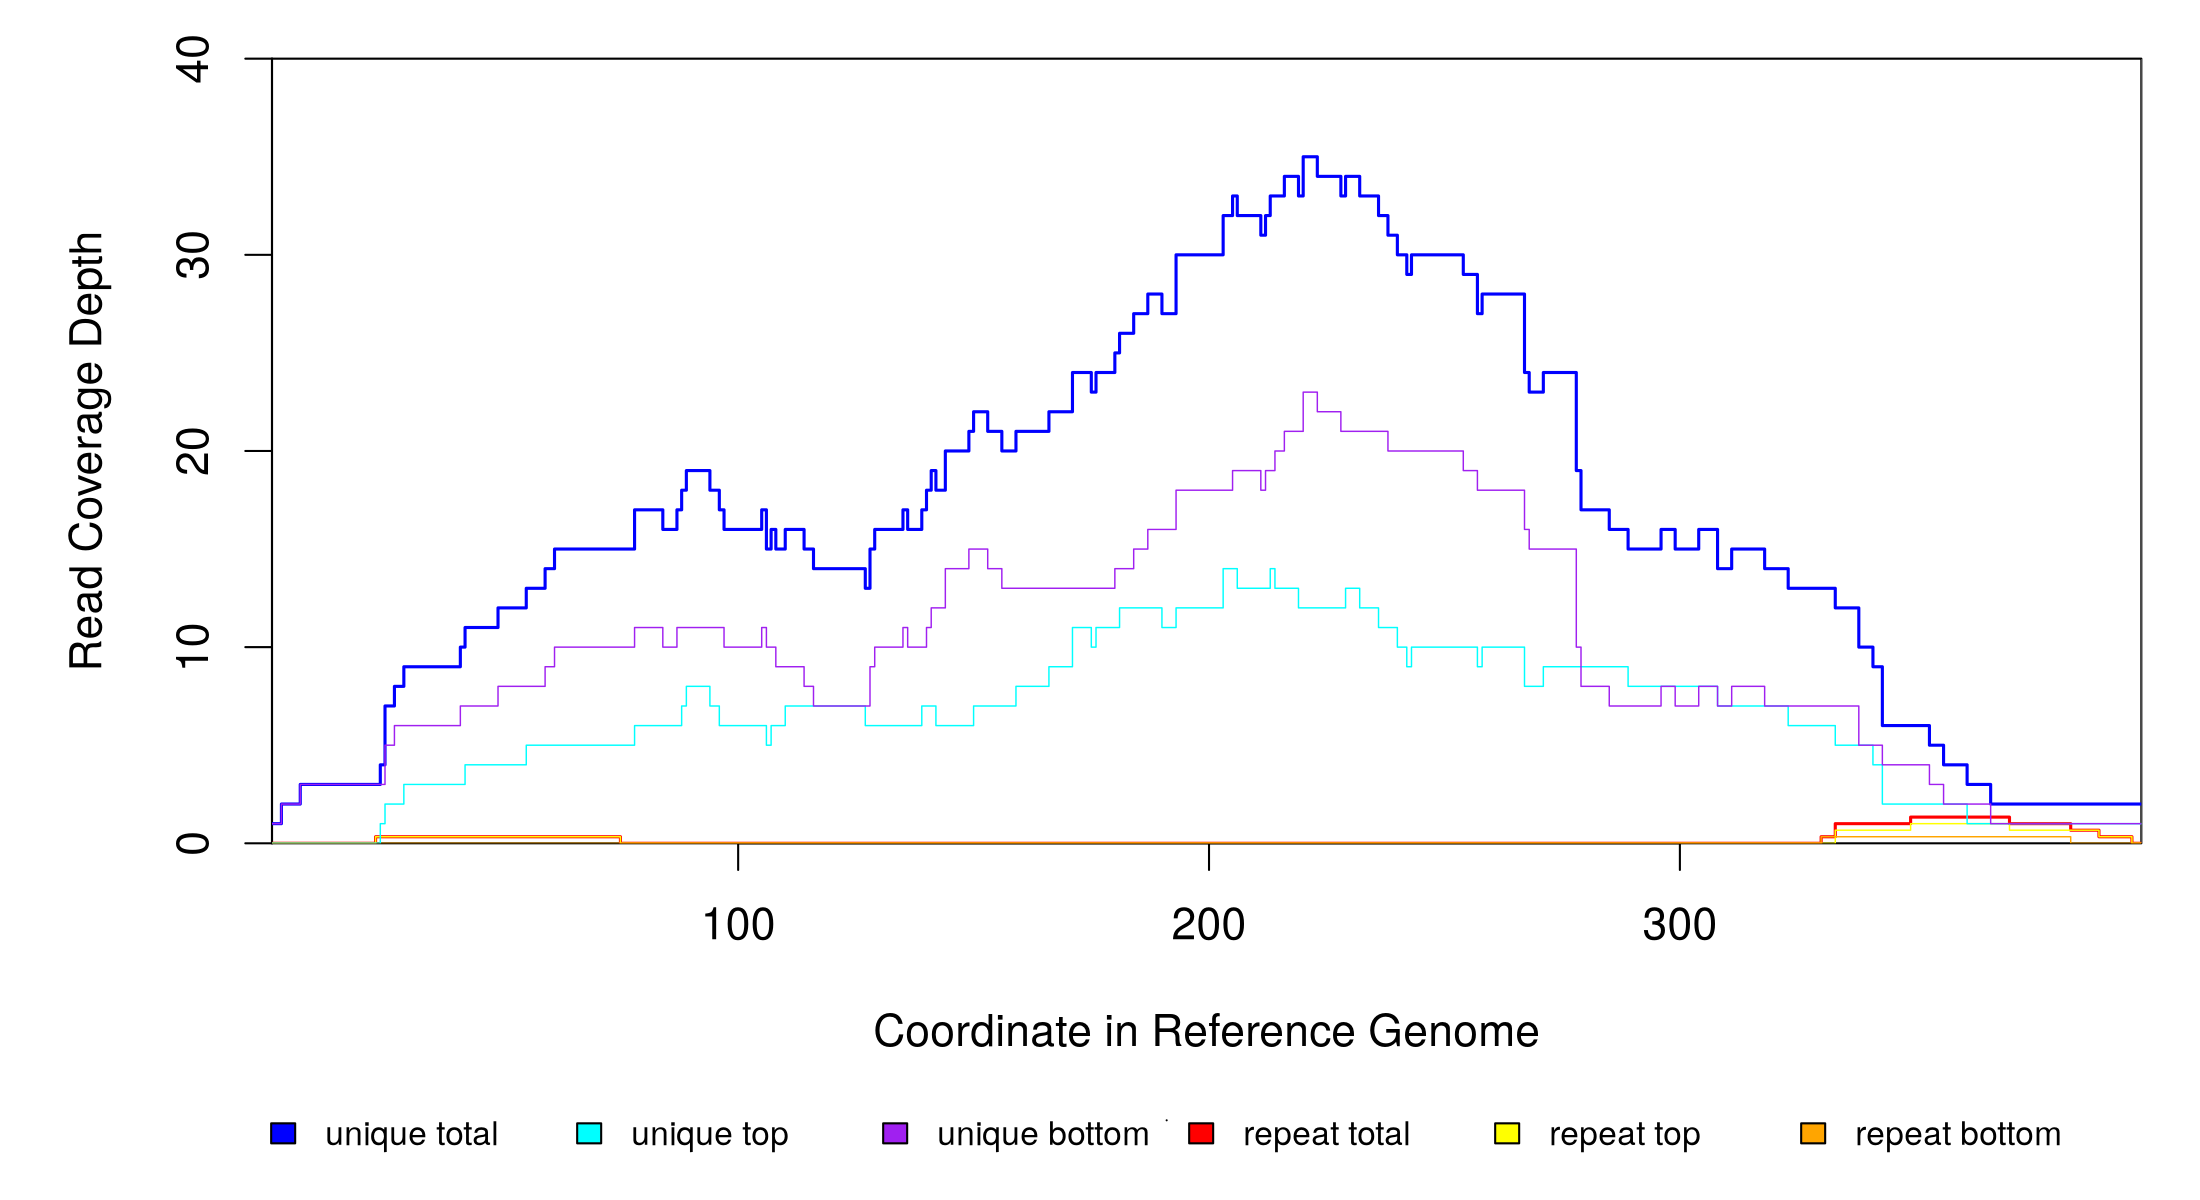 40
30
20
10
0
Read Coverage Depth
100 200 300
Coordinate in Reference Genome
unique total unique top unique bottom repeat total repeat top repeat bottom